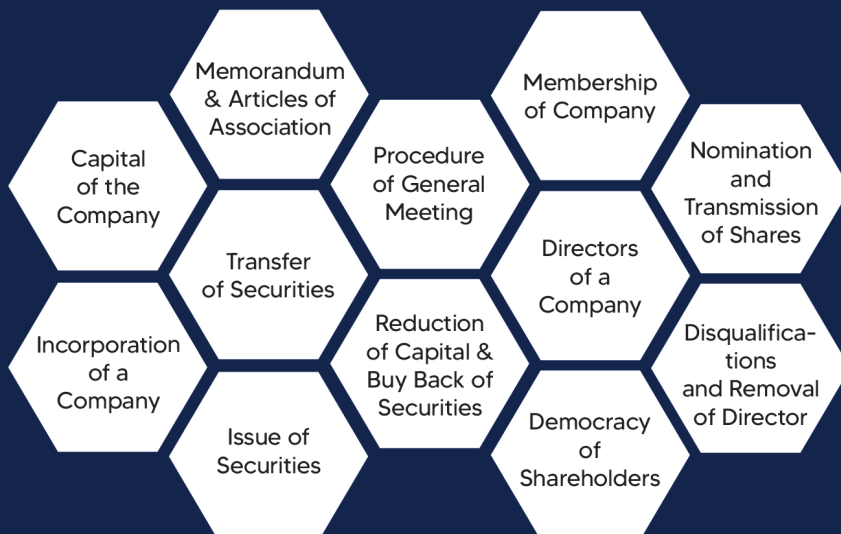 Memorandum
& Articles of
Association
Membership
of Company
Capital
of the
Company
Procedure
of General
Meeting
Nomination
and
Transmission
of Shares
Transfer
of Securities
Directors
of a
Company
Incorporation
of a
Company
Reduction
of Capital &
Buy Back of
Securities
Disqualifica-
tions
and Removal
of Director
Issue of
Securities
Democracy
of
Shareholders